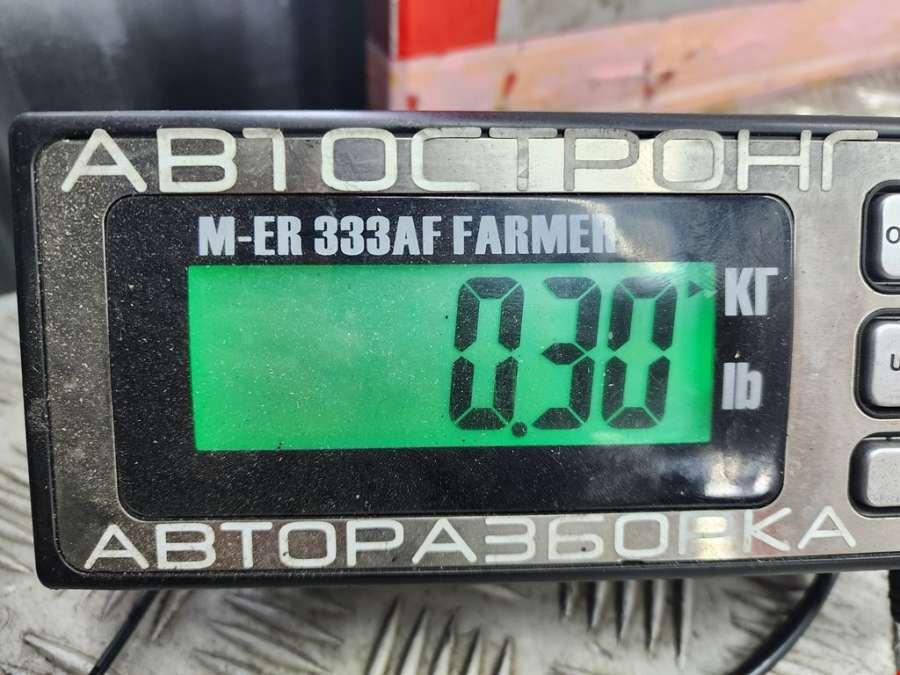 АВТОСТРОНГ
M-ER 333AF FARMER
0.30
КГ
lb
АВТОРАЗБОРКА